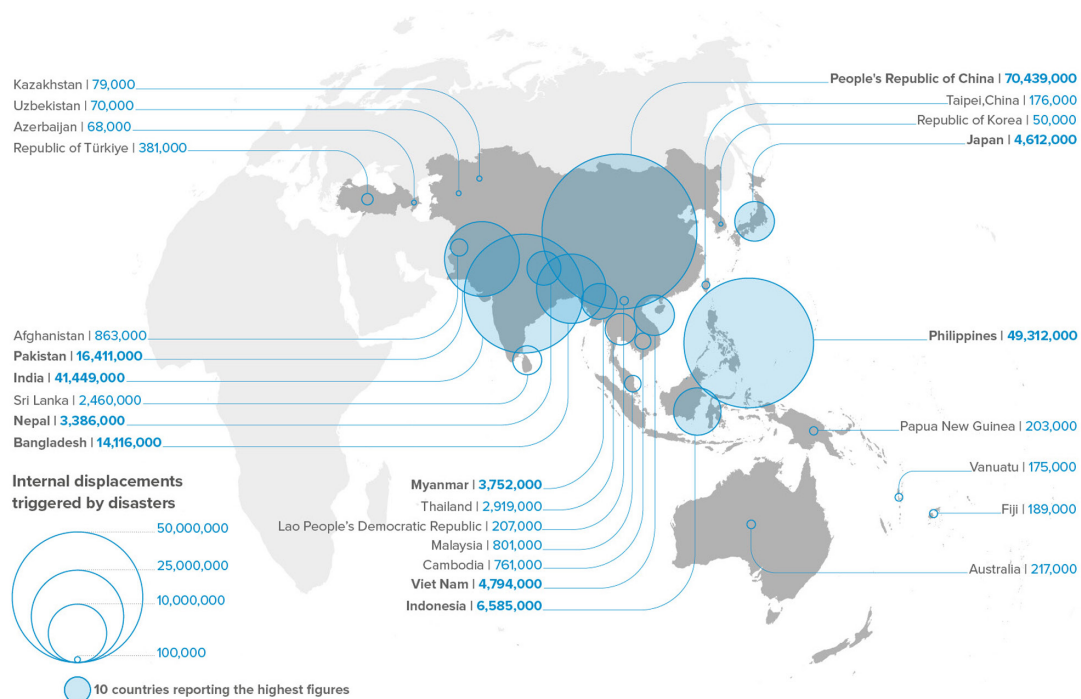 Kazakhstan | 79,000
Uzbekistan | 70,000
Azerbaijan | 68,000
Republic of Türkiye | 381,000
People's Republic of China | 70,439,000
Taipei,China | 176,000
Republic of Korea | 50,000
Japan | 4,612,000
Afghanistan | 863,000
Pakistan | 16,411,000
India | 41,449,000
Sri Lanka | 2,460,000
Nepal | 3,386,000
Bangladesh | 14,116,000
Philippines | 49,312,000
Papua New Guinea | 203,000
Vanuatu | 175,000
Fiji | 189,000
Australia | 217,000
Myanmar | 3,752,000
Thailand | 2,919,000
Lao People's Democratic Republic | 207,000
Malaysia | 801,000
Cambodia | 761,000
Viet Nam | 4,794,000
Indonesia | 6,585,000
Internal displacements
triggered by disasters
50,000,000
25,000,000
10,000,000
100,000
10 countries reporting the highest figures